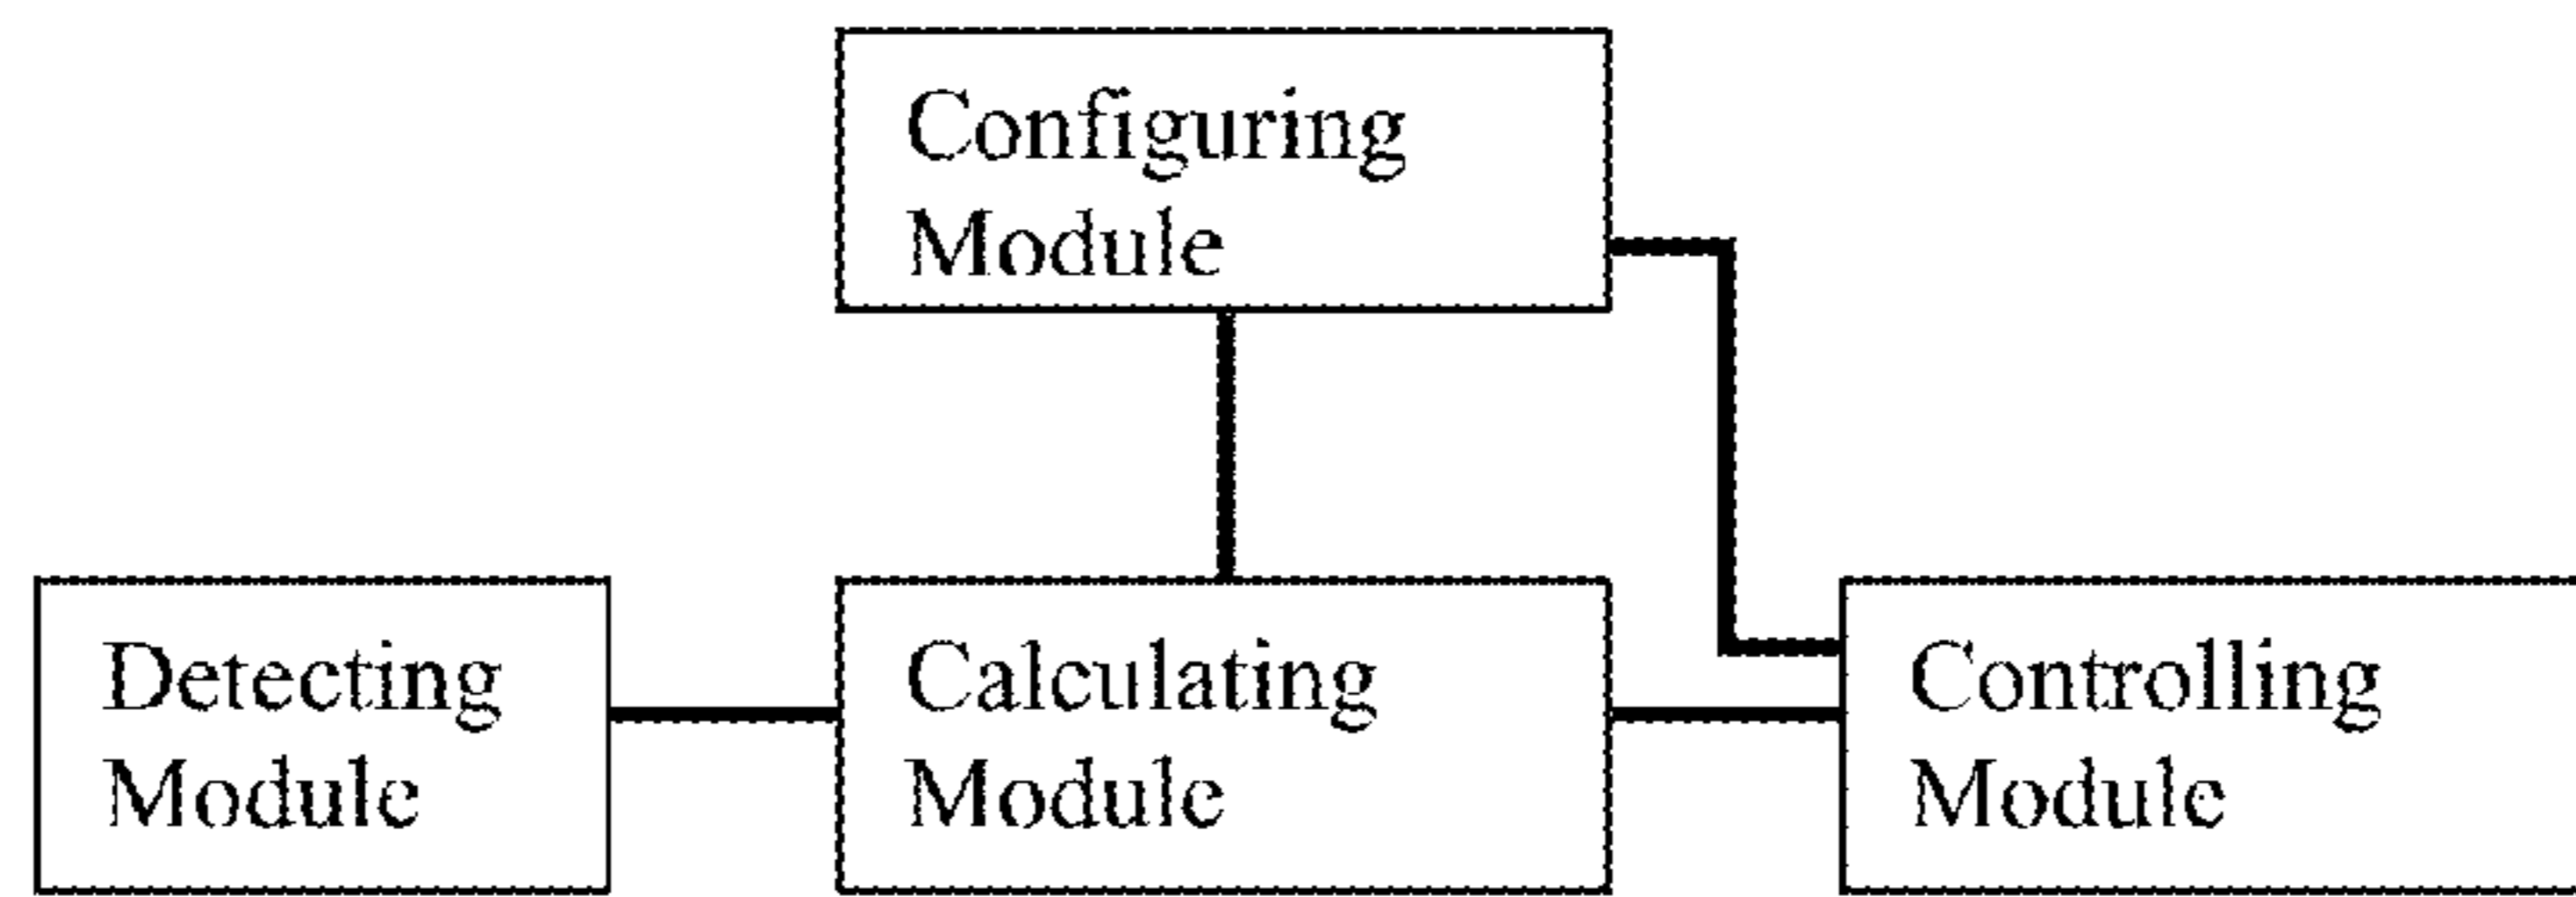 Configuring
Module
Detecting
Module
Calculating
Module
Controlling
Module